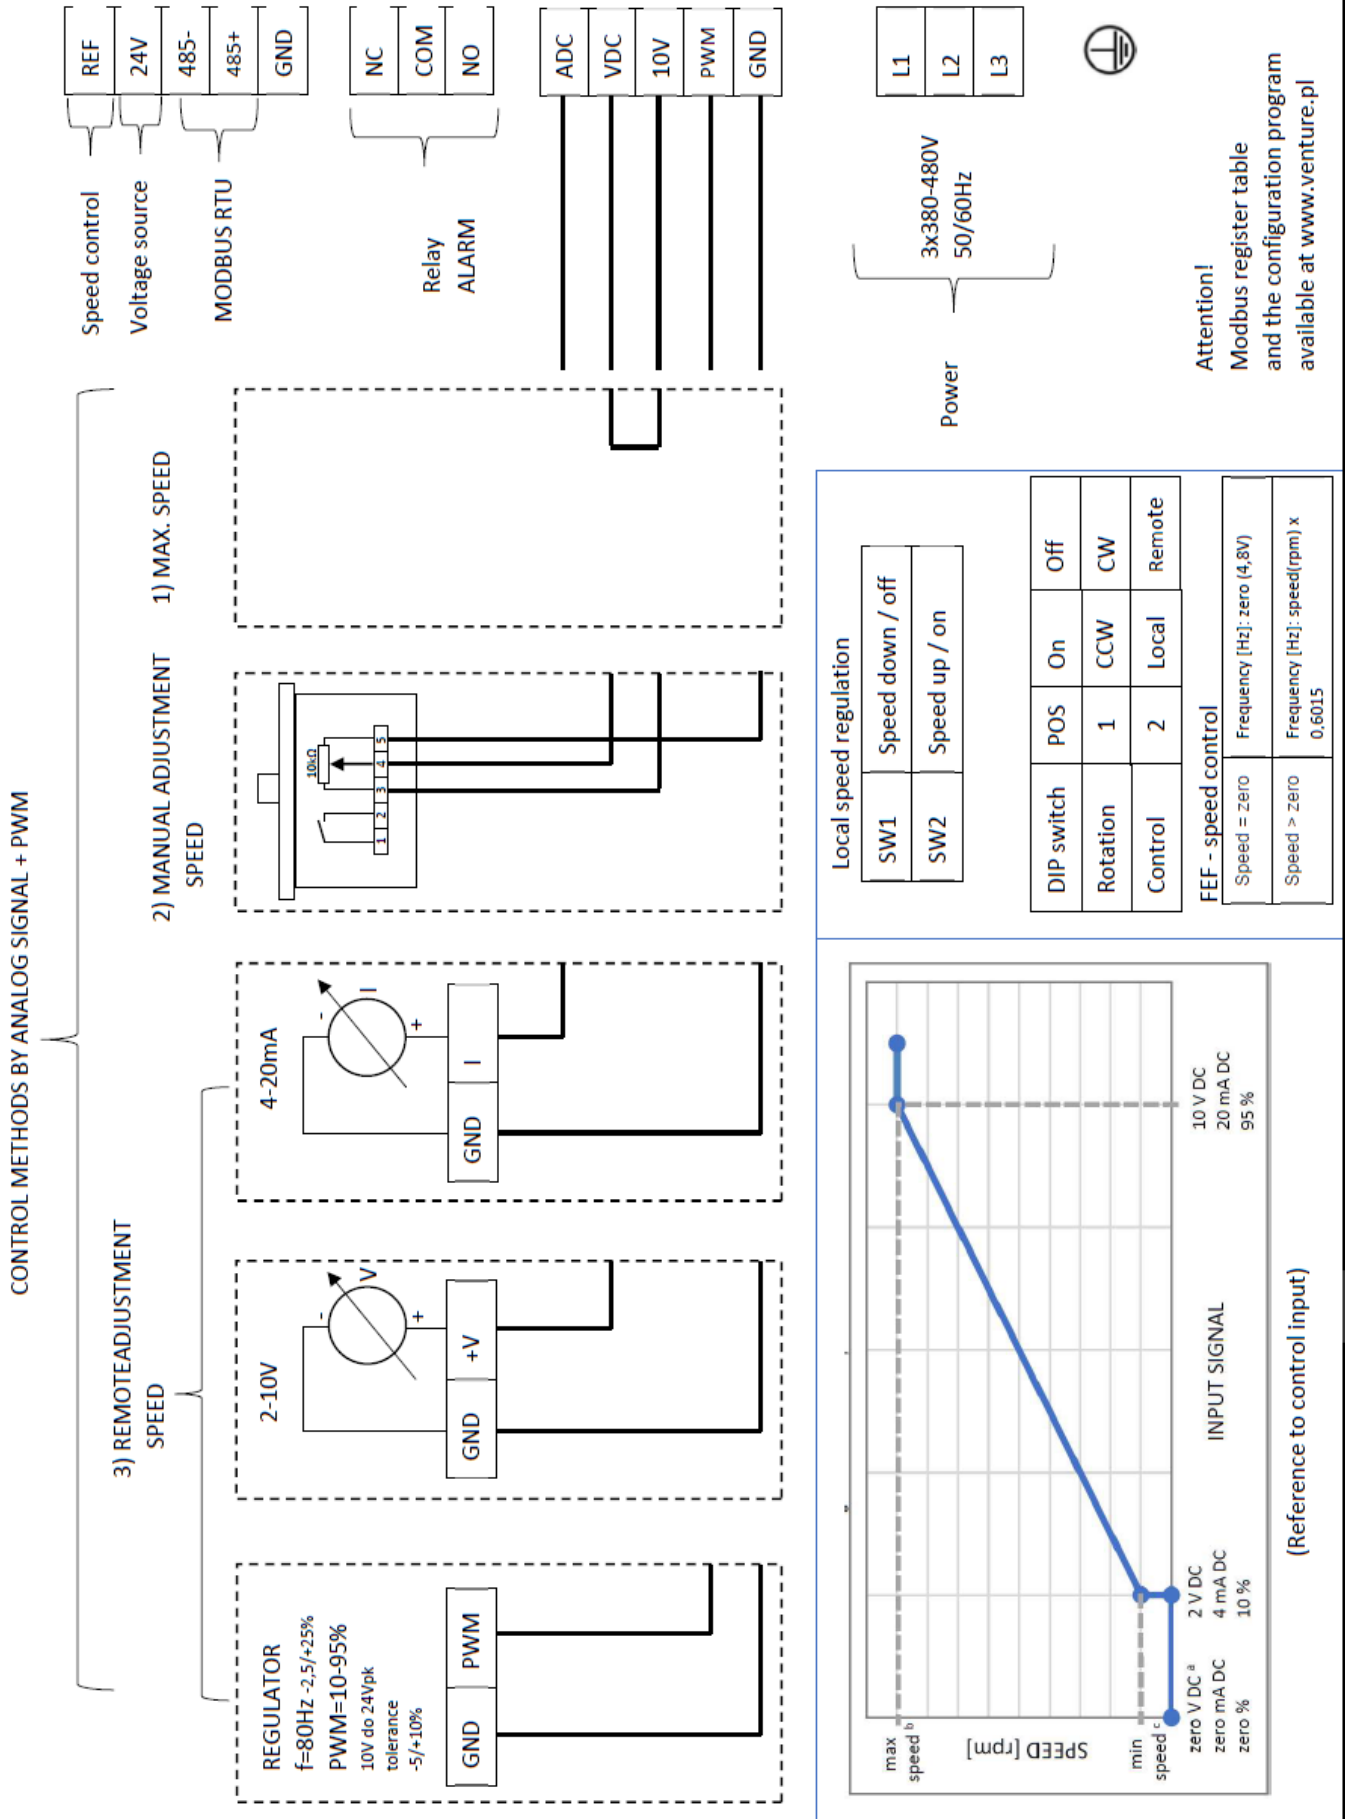 CONTROL METHODS BY ANALOG SIGNAL + PWM
3) REMOTEADJUSTMENT
SPEED
2) MANUAL ADJUSTMENT
SPEED
1) MAX. SPEED
REGULATOR
f=80Hz -2,5/+25%
PWM=10-95%
10V do 24Vpk
tolerance
-5/+10%
GND
PWM
2-10V
-
V
+
GND
+V
4-20mA
-
I
+
GND
I
10kΩ
1
2
3
4
5
Speed control
Voltage source
MODBUS RTU
REF
24V
485-
485+
GND
Relay
ALARM
NC
COM
NO
ADC
VDC
10V
PWM
GND
Power
3x380-480V
50/60Hz
L1
L2
L3
Attention!
Modbus register table
and the configuration program
available at www.venture.pl
Local speed regulation
SW1 Speed down / off
SW2 Speed up / on
DIP switch POS On Off
Rotation 1 CCW CW
Control 2 Local Remote
FEF - speed control
Speed = zero Frequency [Hz]: zero (4,8V)
Speed > zero Frequency [Hz]: speed(rpm) x
0,6015
max
speed b
SPEED [rpm]
min
speed c
zero V DC a
zero mA DC
zero %
2 V DC
4 mA DC
10 %
INPUT SIGNAL
10 V DC
20 mA DC
95 %
(Reference to control input)